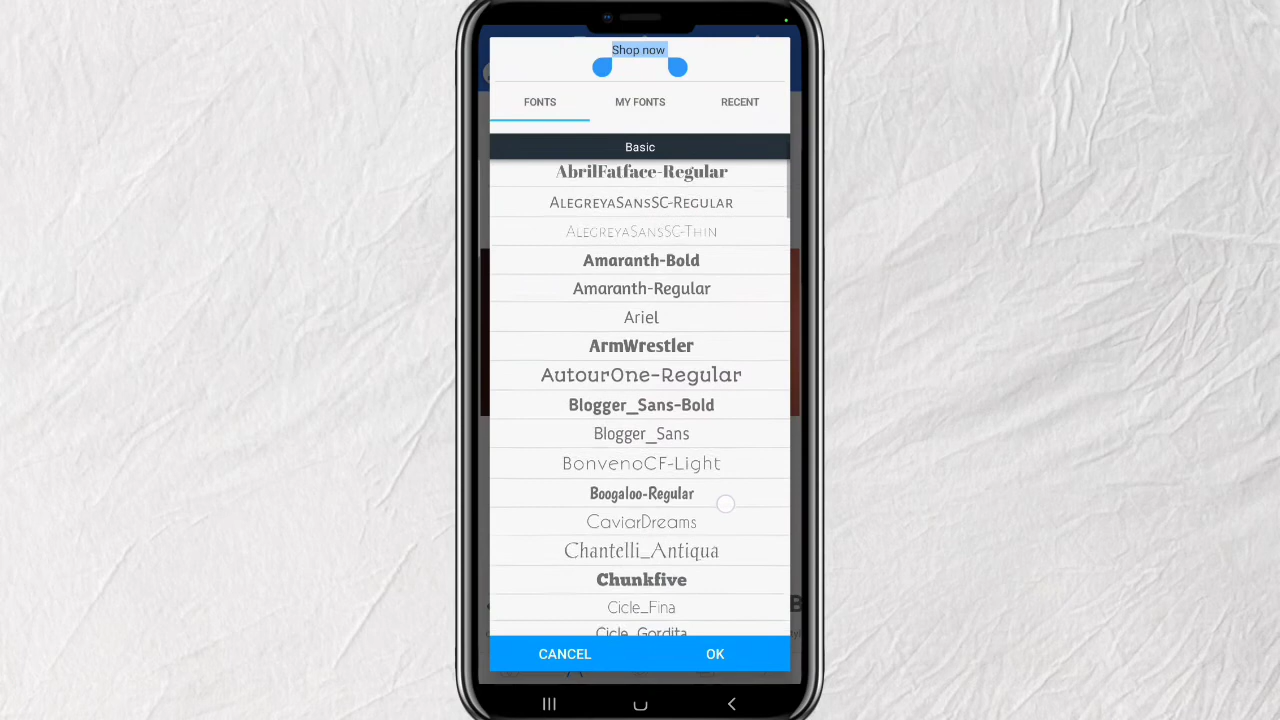 Shop now
FONTS MY FONTS RECENT
Basic
AbrilFatface-Regular
AlegreyaSansSC-Regular
AlegreyaSansSC-Thin
Amaranth-Bold
Amaranth-Regular
Ariel
ArmWrestler
AutourOne-Regular
Blogger_Sans-Bold
Blogger_Sans
BonvenoCF-Light
Boogaloo-Regular
CaviarDreams
Chantelli_Antiqua
Chunkfive
Cicle_Fina
Cicle_Gordita
CANCEL OK